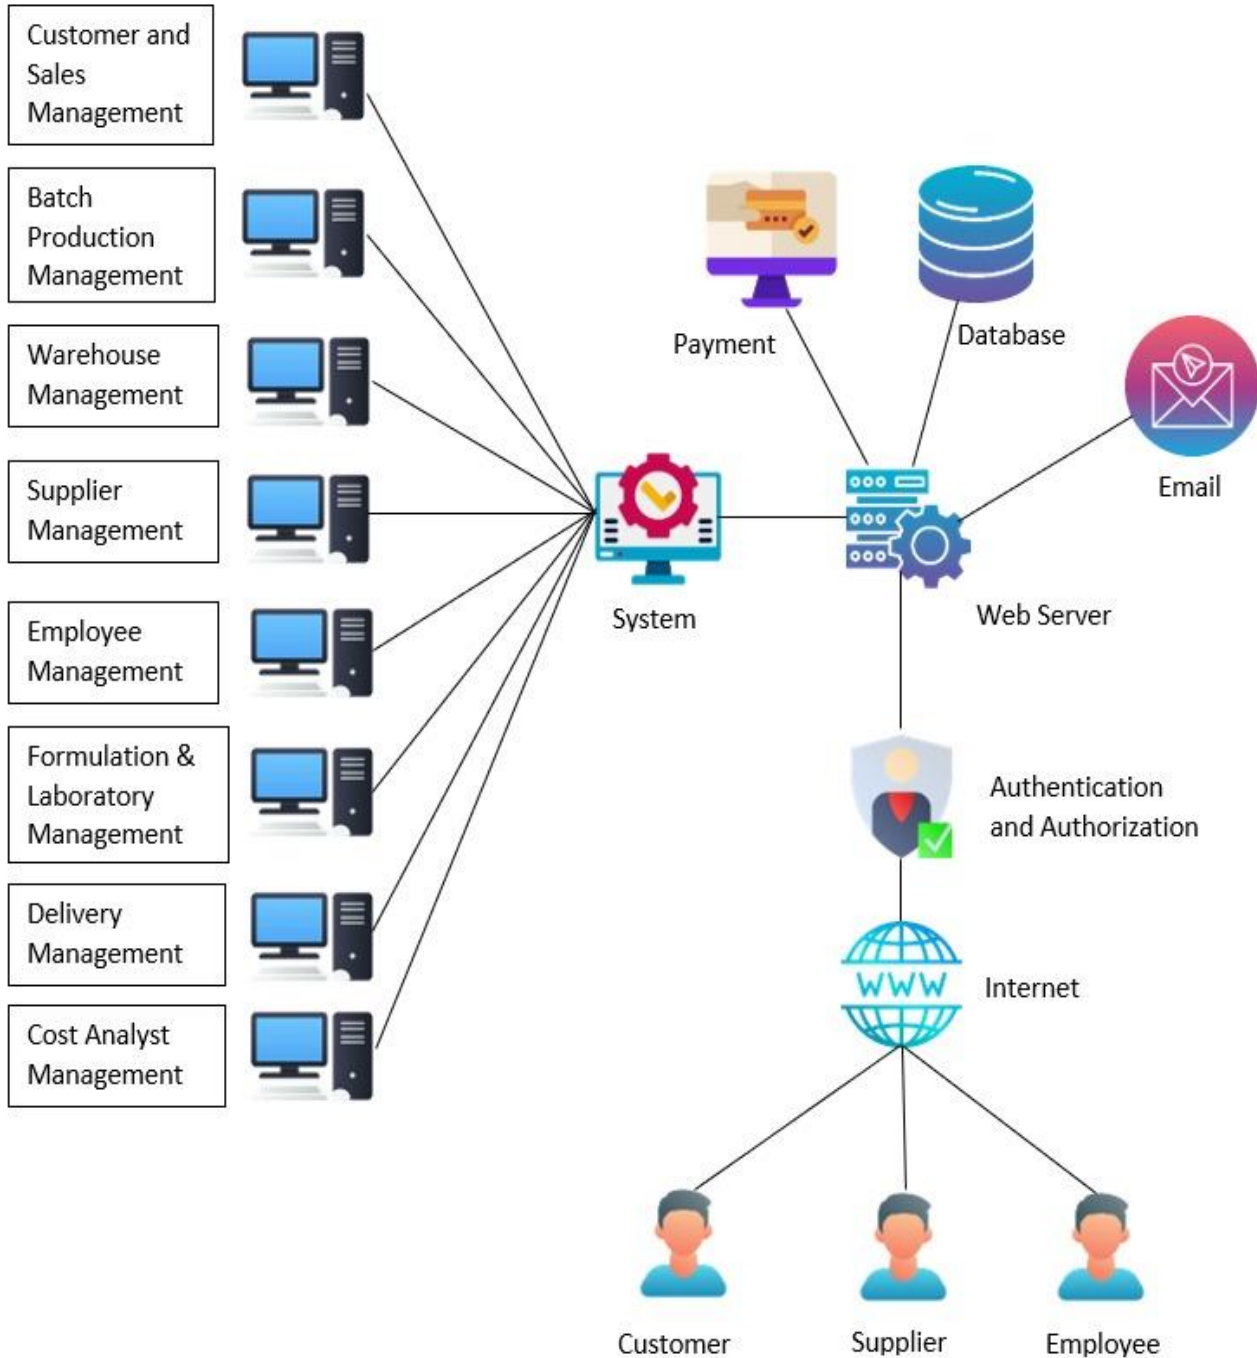 Customer and
Sales
Management
Batch
Production
Management
Warehouse
Management
Supplier
Management
Employee
Management
Formulation &
Laboratory
Management
Delivery
Management
Cost Analyst
Management
System
Payment
Database
Email
Web Server
Authentication
and Authorization
WWW
Internet
Customer
Supplier
Employee